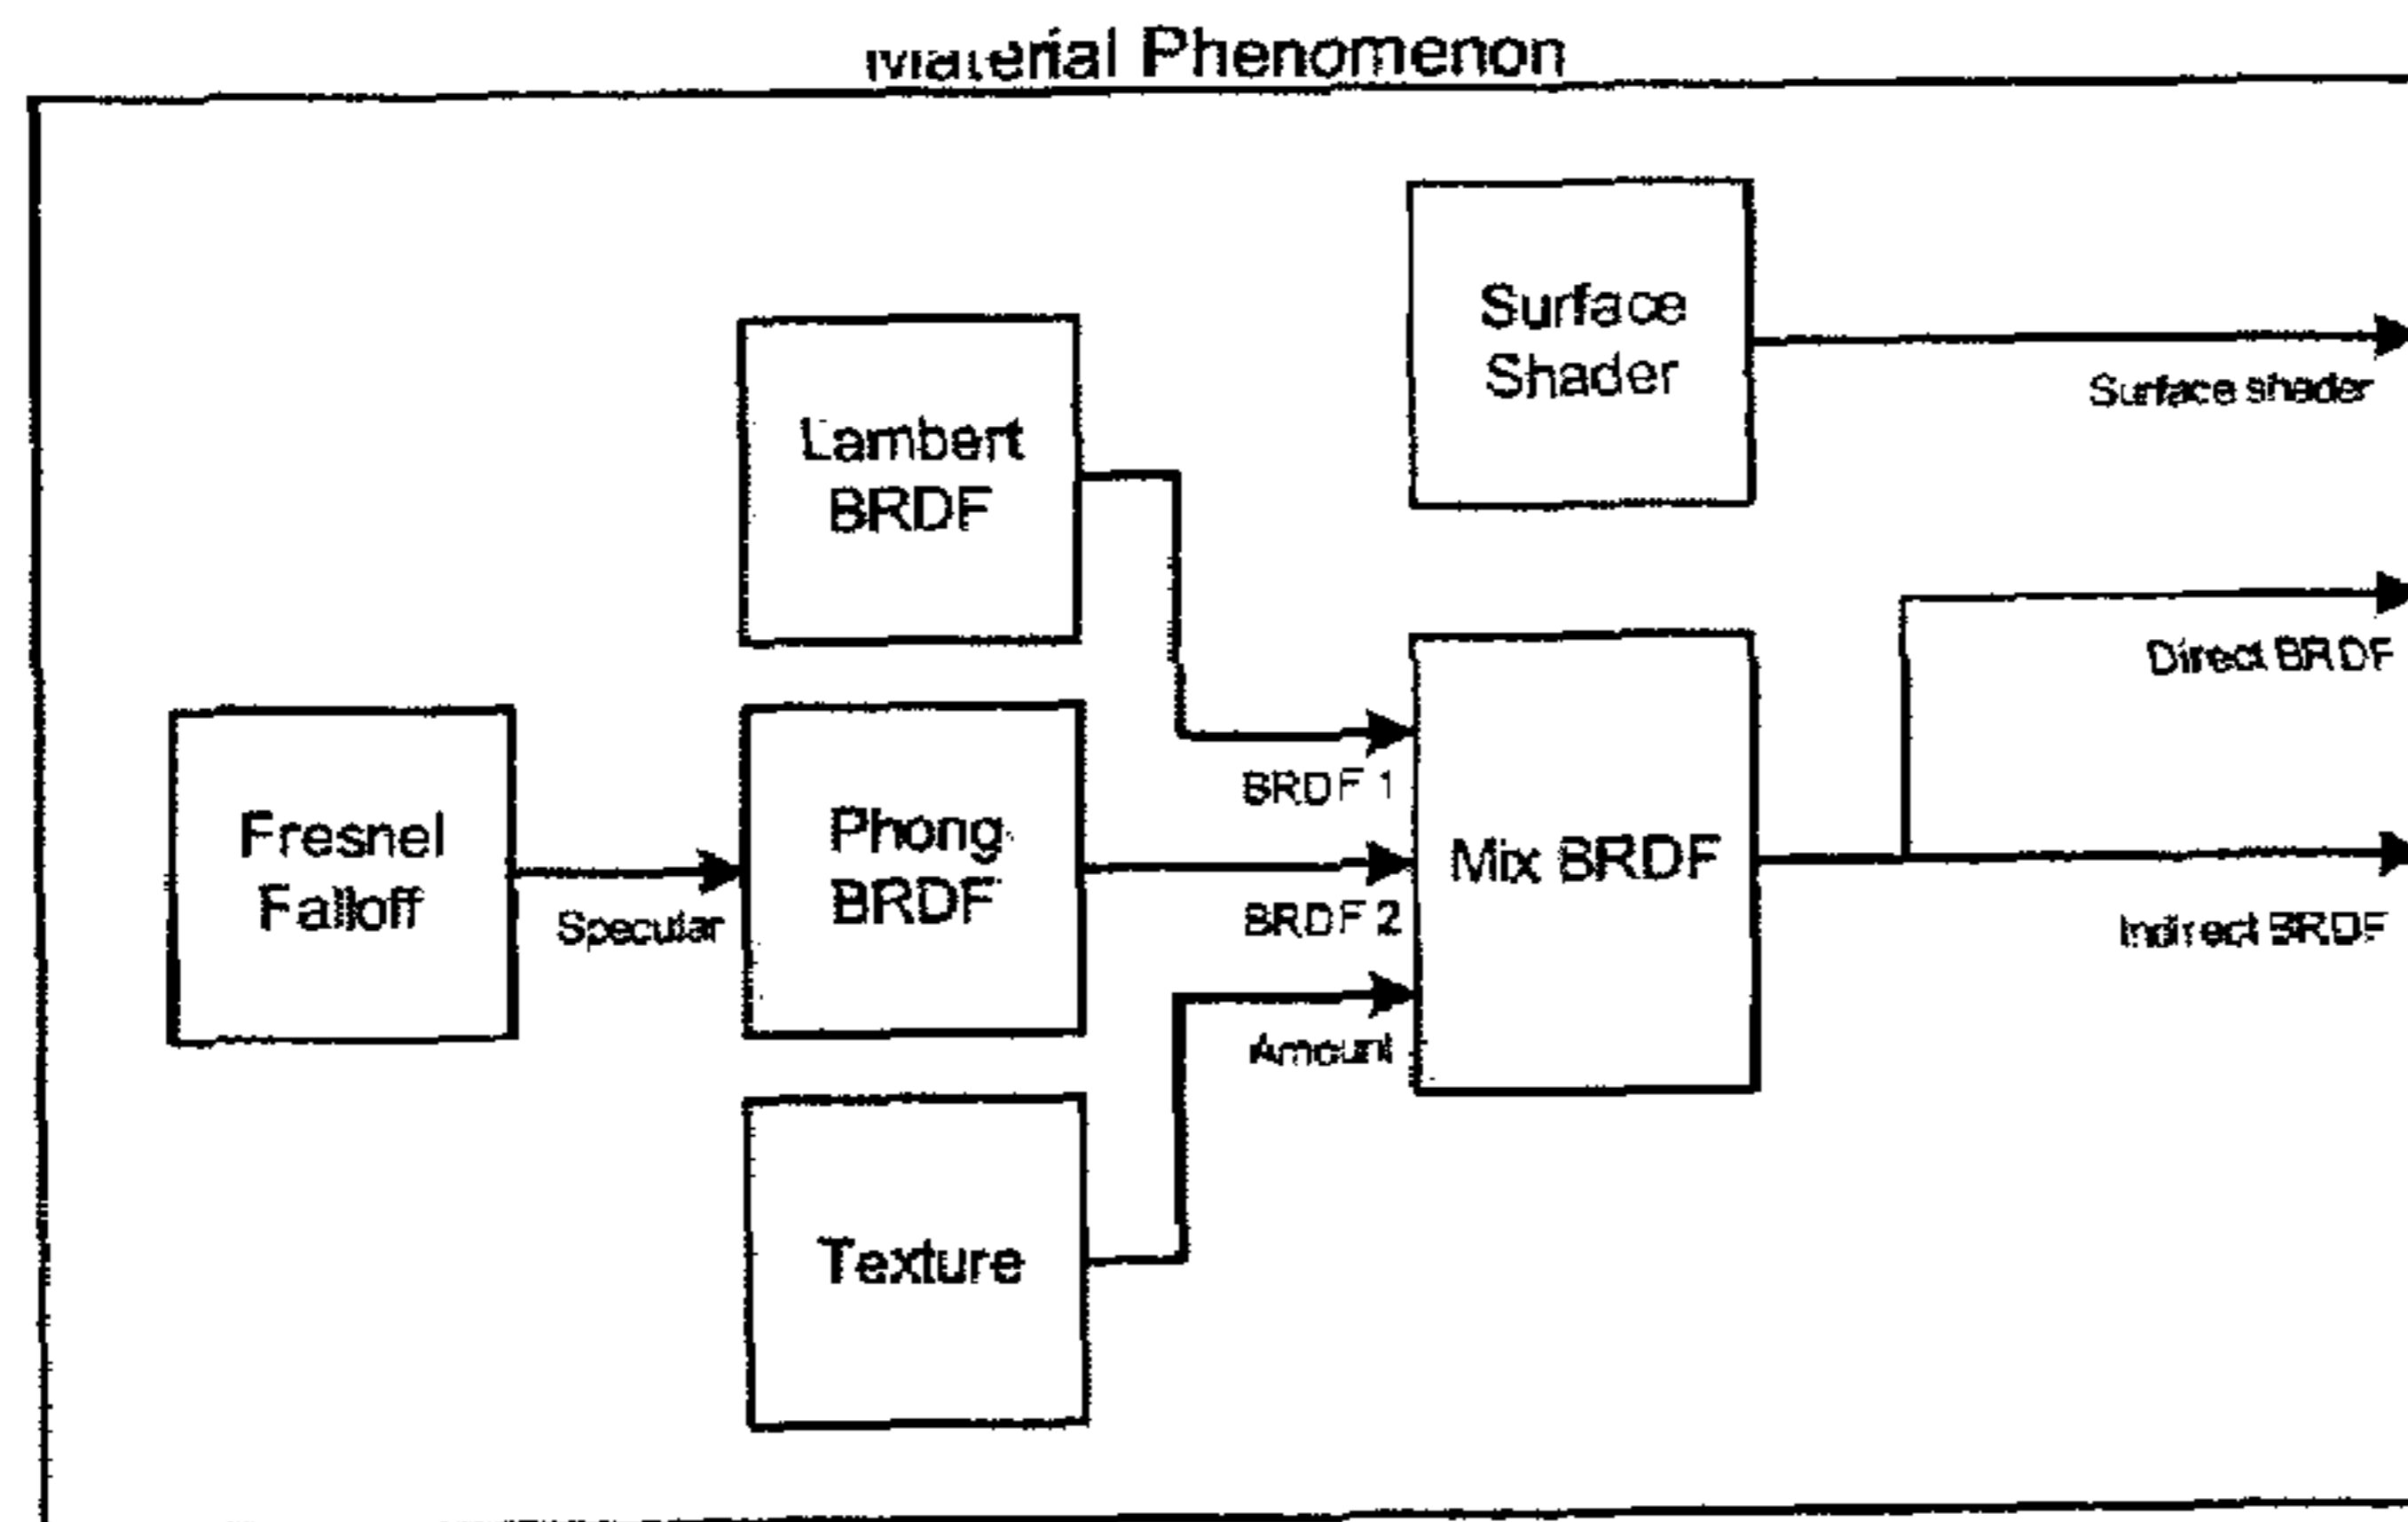 Material Phenomenon
Surface
Shader
Surface shader
Lambert
BRDF
Direct BRDF
Fresnel
Falloff
Specular
Phong
BRDF
BRDF 1
BRDF 2
Amount
Mix BRDF
Indirect BRDF
Texture